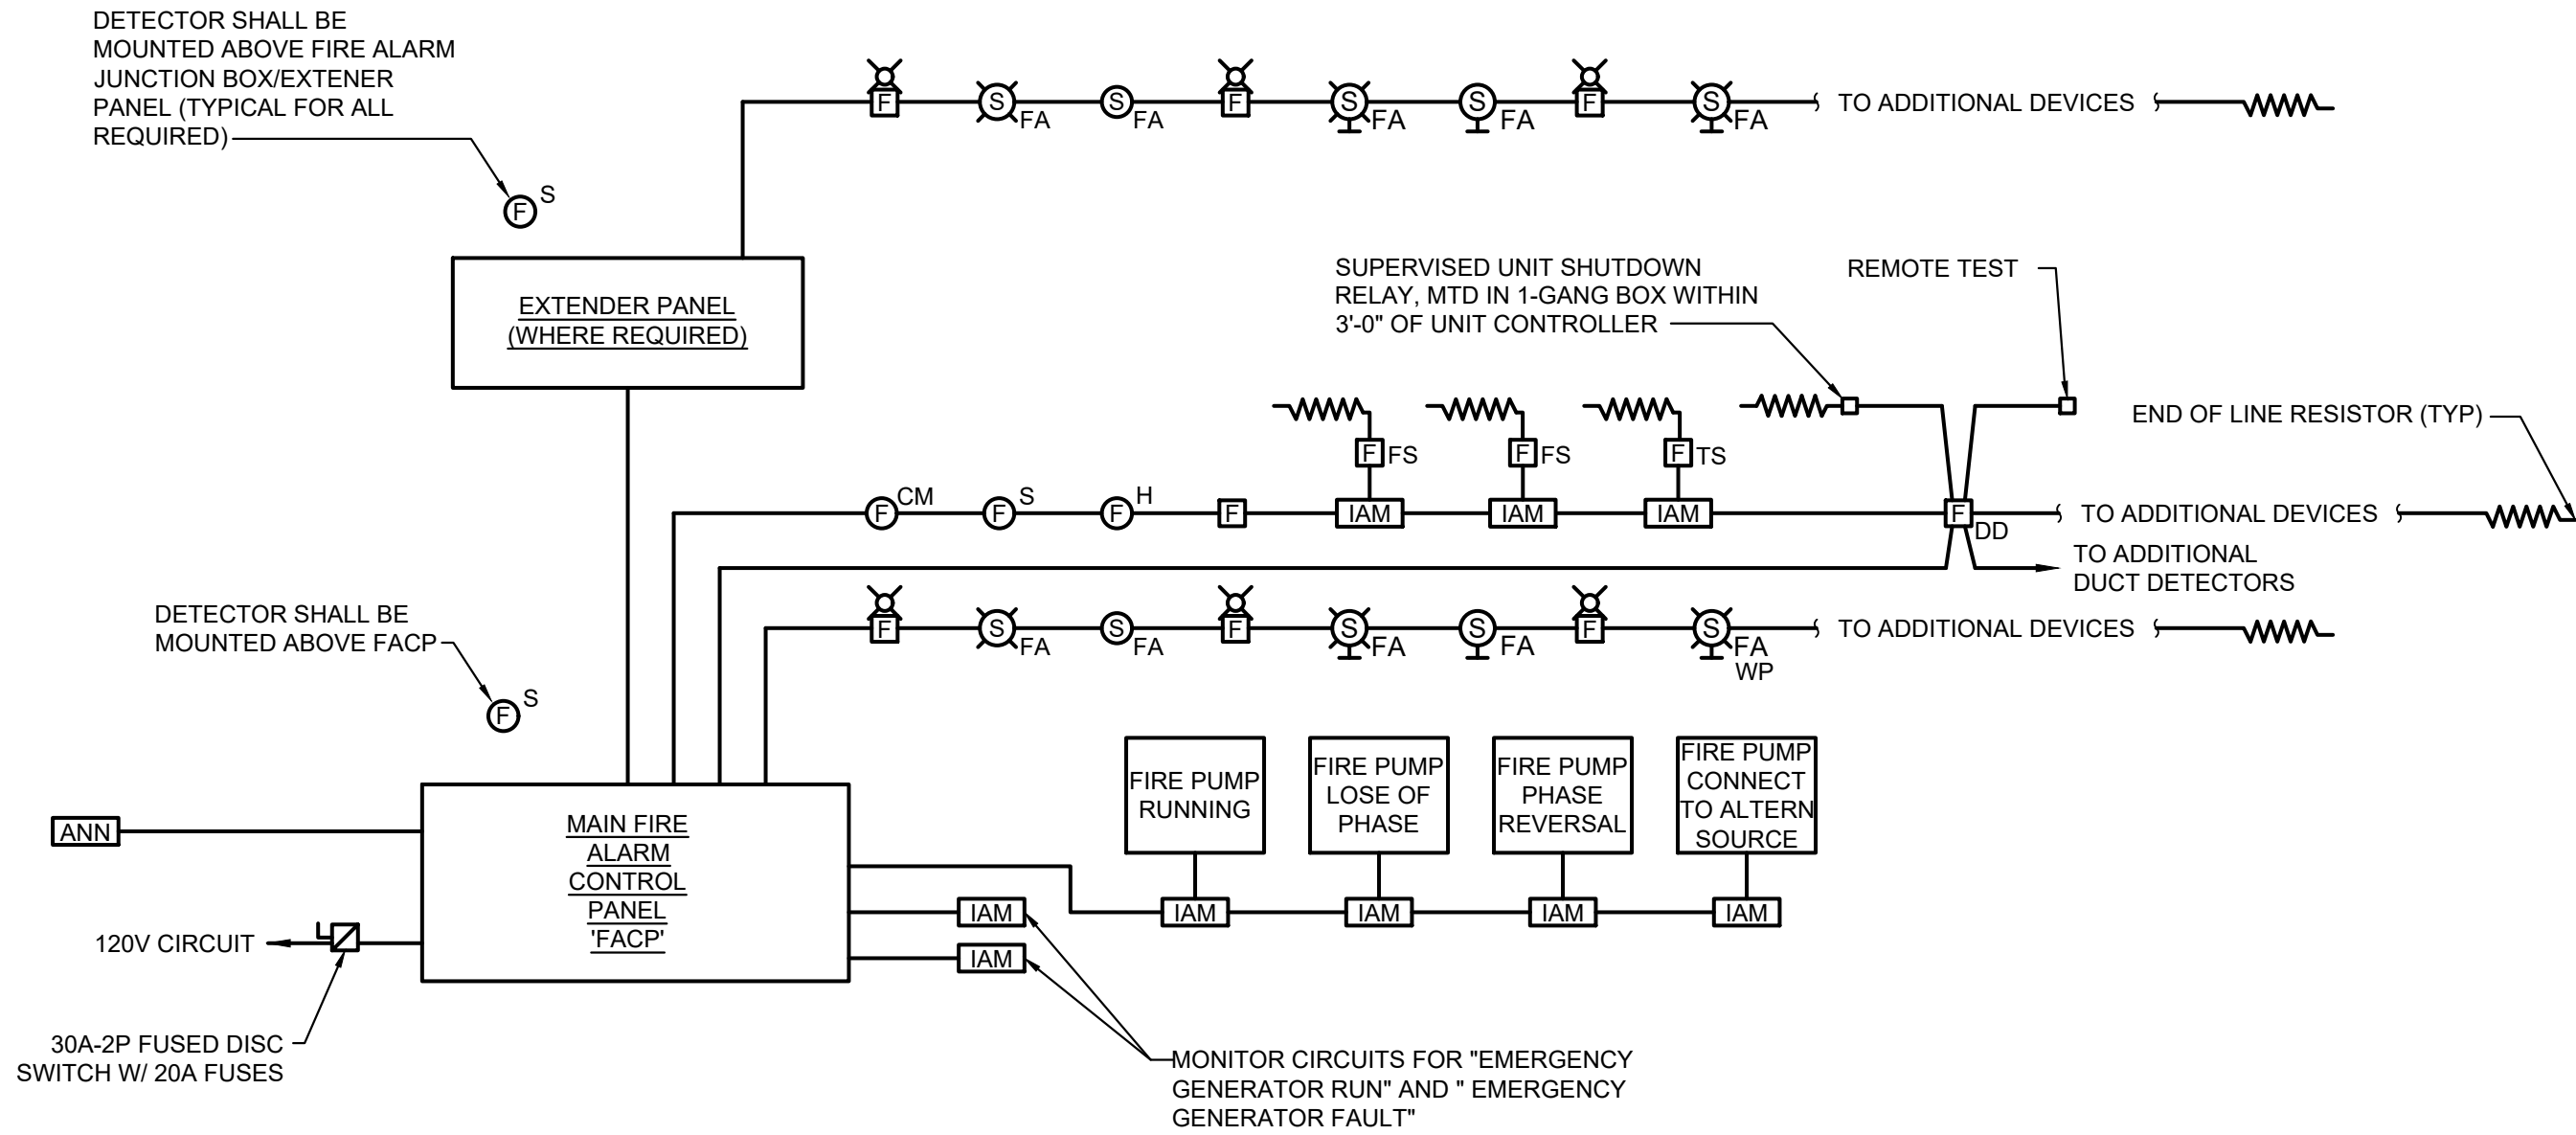 DETECTOR SHALL BE
MOUNTED ABOVE FIRE ALARM
JUNCTION BOX/EXTENER
PANEL (TYPICAL FOR ALL
REQUIRED)
F S
F S FA S FA F S FA S FA F S FA TO ADDITIONAL DEVICES
EXTENDER PANEL
(WHERE REQUIRED)
SUPERVISED UNIT SHUTDOWN
RELAY, MTD IN 1-GANG BOX WITHIN
3'-0" OF UNIT CONTROLLER
REMOTE TEST
END OF LINE RESISTOR (TYP)
F FS F FS F TS
F CM F S F H F IAM IAM IAM F DD TO ADDITIONAL DEVICES
TO ADDITIONAL
DUCT DETECTORS
DETECTOR SHALL BE
MOUNTED ABOVE FACP
F S
F S FA S FA F S FA S FA F S FA TO ADDITIONAL DEVICES
WP
FIRE PUMP
RUNNING
FIRE PUMP
LOSE OF
PHASE
FIRE PUMP
PHASE
REVERSAL
FIRE PUMP
CONNECT
TO ALTERN
SOURCE
IAM IAM IAM IAM
ANN
MAIN FIRE
ALARM
CONTROL
PANEL
'FACP'
IAM
IAM
120V CIRCUIT
30A-2P FUSED DISC
SWITCH W/ 20A FUSES
MONITOR CIRCUITS FOR "EMERGENCY
GENERATOR RUN" AND " EMERGENCY
GENERATOR FAULT"